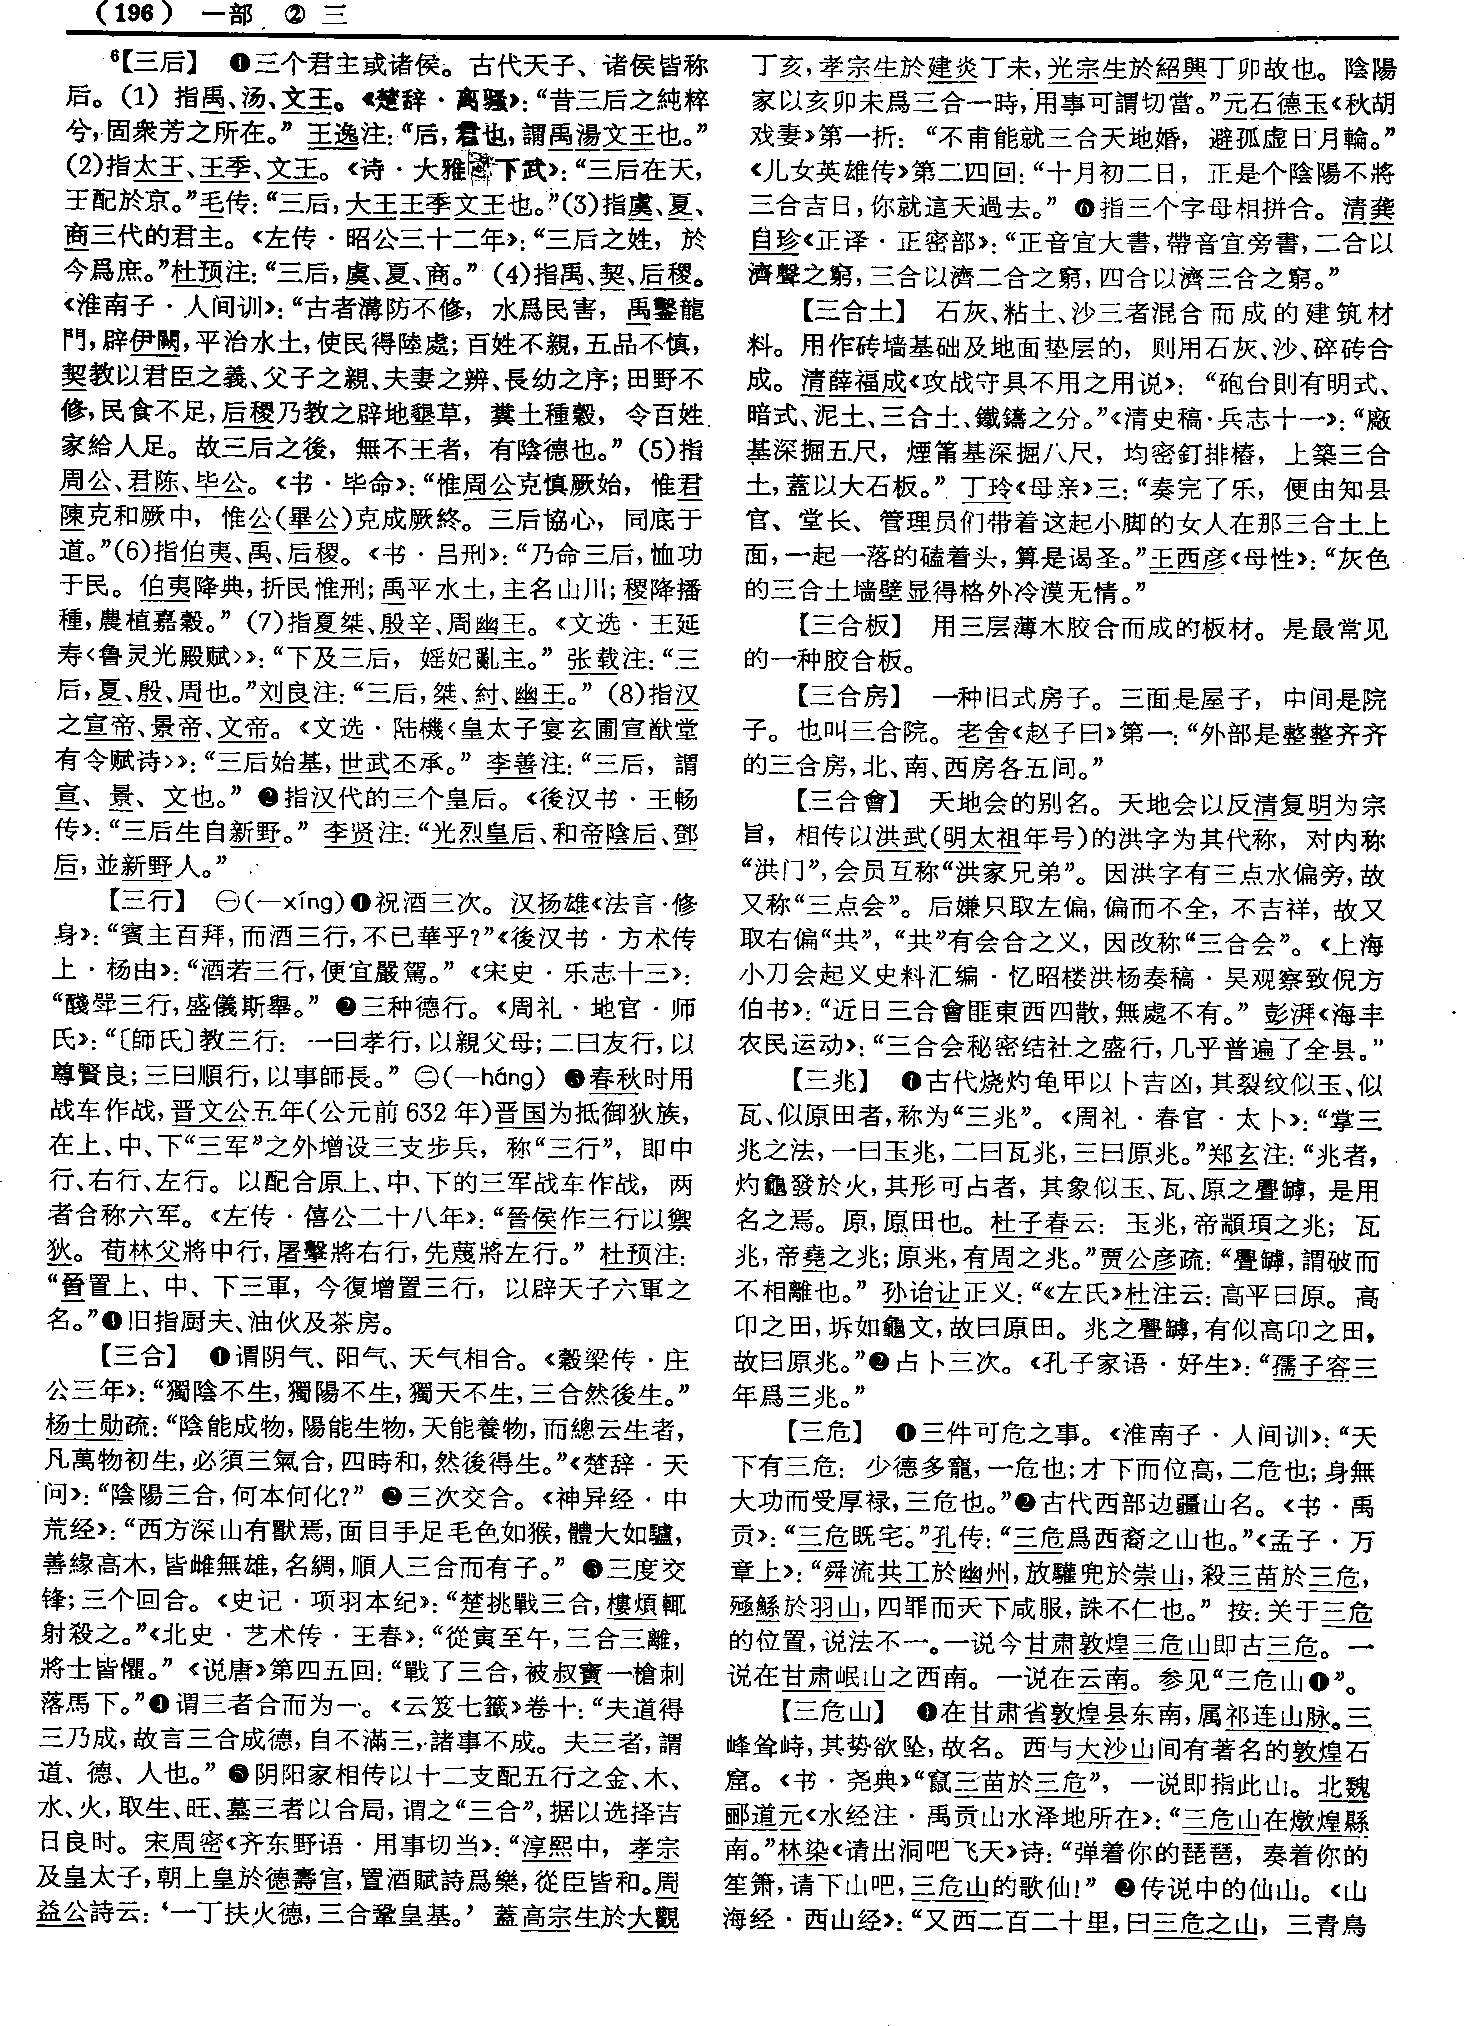 （196） 一部 ② 三
⁶【三后】 ❶三个君主或诸侯。古代天子、诸侯皆称
后。(1) 指禹、汤、文王。《楚辞·离骚》：“昔三后之純粹
兮，固衆芳之所在。” 王逸注：“后，君也，謂禹湯文王也。”
(2)指太王、王季、文王。《诗·大雅 下武》：“三后在天，
王配於京。”毛传：“三后，大王王季文王也。”(3)指虞、夏、
商三代的君主。《左传·昭公三十二年》：“三后之姓，於
今爲庶。”杜预注：“三后，虞、夏、商。” (4)指禹、契、后稷。
《淮南子·人间训》：“古者溝防不修，水爲民害，禹鑿龍
門，辟伊闕，平治水土，使民得陸處；百姓不親，五品不慎，
契教以君臣之義、父子之親、夫妻之辨、長幼之序；田野不
修，民食不足，后稷乃教之辟地墾草，糞土種穀，令百姓
家給人足。故三后之後，無不王者，有陰德也。” (5)指
周公、君陈、毕公。《书·毕命》：“惟周公克慎厥始，惟君
陳克和厥中，惟公(畢公)克成厥終。三后協心，同底于
道。”(6)指伯夷、禹、后稷。《书·吕刑》：“乃命三后，恤功
于民。伯夷降典，折民惟刑；禹平水土，主名山川；稷降播
種，農植嘉穀。” (7)指夏桀、殷辛、周幽王。《文选·王延
寿〈鲁灵光殿赋〉》：“下及三后，婬妃亂主。” 张载注：“三
后，夏、殷、周也。”刘良注：“三后，桀、紂、幽王。” (8)指汉
之宣帝、景帝、文帝。《文选·陆機〈皇太子宴玄圃宣猷堂
有令赋诗〉》：“三后始基，世武丕承。” 李善注：“三后，謂
宣、景、文也。” ❷指汉代的三个皇后。《後汉书·王畅
传》：“三后生自新野。” 李贤注：“光烈皇后、和帝陰后、鄧
后，並新野人。”
【三行】 ㊀(—xíng)❶祝酒三次。汉扬雄《法言·修
身》：“賓主百拜，而酒三行，不已華乎？”《後汉书·方术传
上·杨由》：“酒若三行，便宜嚴駕。” 《宋史·乐志十三》：
“醆斝三行，盛儀斯舉。” ❷三种德行。《周礼·地官·师
氏》：“〔師氏〕教三行：一曰孝行，以親父母；二曰友行，以
尊賢良；三曰順行，以事師長。” ㊁(—háng) ❸春秋时用
战车作战，晋文公五年(公元前632年)晋国为抵御狄族，
在上、中、下“三军”之外增设三支步兵，称“三行”，即中
行、右行、左行。以配合原上、中、下的三军战车作战，两
者合称六军。《左传·僖公二十八年》：“晉侯作三行以禦
狄。荀林父將中行，屠擊將右行，先蔑將左行。” 杜预注：
“晉置上、中、下三軍，今復增置三行，以辟天子六軍之
名。”❹旧指厨夫、油伙及茶房。
【三合】 ❶谓阴气、阳气、天气相合。《穀梁传·庄
公三年》：“獨陰不生，獨陽不生，獨天不生，三合然後生。”
杨士勋疏：“陰能成物，陽能生物，天能養物，而總云生者，
凡萬物初生，必須三氣合，四時和，然後得生。”《楚辞·天
问》：“陰陽三合，何本何化？” ❷三次交合。《神异经·中
荒经》：“西方深山有獸焉，面目手足毛色如猴，體大如驢，
善緣高木，皆雌無雄，名綢，順人三合而有子。” ❸三度交
锋；三个回合。《史记·项羽本纪》：“楚挑戰三合，樓煩輒
射殺之。”《北史·艺术传·王春》：“從寅至午，三合三離，
將士皆懼。” 《说唐》第四五回：“戰了三合，被叔寶一槍刺
落馬下。”❹谓三者合而为一。《云笈七籤》卷十：“夫道得
三乃成，故言三合成德，自不滿三，諸事不成。夫三者，謂
道、德、人也。” ❺阴阳家相传以十二支配五行之金、木、
水、火，取生、旺、墓三者以合局，谓之“三合”，据以选择吉
日良时。宋周密《齐东野语·用事切当》：“淳熙中，孝宗
及皇太子，朝上皇於德壽宫，置酒賦詩爲樂，從臣皆和。周
益公詩云：‘一丁扶火德，三合鞏皇基。’ 蓋高宗生於大觀
丁亥，孝宗生於建炎丁未，光宗生於紹興丁卯故也。陰陽
家以亥卯未爲三合一時，用事可謂切當。”元石德玉《秋胡
戏妻》第一折：“不甫能就三合天地婚，避孤虛日月輪。”
《儿女英雄传》第二四回：“十月初二日，正是个陰陽不將
三合吉日，你就這天過去。” ❻指三个字母相拼合。清龚
自珍《正译·正密部》：“正音宜大書，帶音宜旁書，二合以
濟聲之窮，三合以濟二合之窮，四合以濟三合之窮。”
【三合土】 石灰、粘土、沙三者混合而成的建筑材
料。用作砖墙基础及地面垫层的，则用石灰、沙、碎砖合
成。清薛福成《攻战守具不用之用说》：“砲台則有明式、
暗式、泥土、三合土、鐵鑄之分。”《清史稿·兵志十一》：“廠
基深掘五尺，煙筩基深掘八尺，均密釘排樁，上築三合
土，蓋以大石板。” 丁玲《母亲》三：“奏完了乐，便由知县
官、堂长、管理员们带着这起小脚的女人在那三合土上
面，一起一落的磕着头，算是谒圣。”王西彦《母性》：“灰色
的三合土墙壁显得格外冷漠无情。”
【三合板】 用三层薄木胶合而成的板材。是最常见
的一种胶合板。
【三合房】 一种旧式房子。三面是屋子，中间是院
子。也叫三合院。老舍《赵子曰》第一：“外部是整整齐齐
的三合房，北、南、西房各五间。”
【三合會】 天地会的别名。天地会以反清复明为宗
旨，相传以洪武(明太祖年号)的洪字为其代称，对内称
“洪门”，会员互称“洪家兄弟”。因洪字有三点水偏旁，故
又称“三点会”。后嫌只取左偏，偏而不全，不吉祥，故又
取右偏“共”，“共”有会合之义，因改称“三合会”。《上海
小刀会起义史料汇编·忆昭楼洪杨奏稿·吴观察致倪方
伯书》：“近日三合會匪東西四散，無處不有。” 彭湃《海丰
农民运动》：“三合会秘密结社之盛行，几乎普遍了全县。”
【三兆】 ❶古代烧灼龟甲以卜吉凶，其裂纹似玉、似
瓦、似原田者，称为“三兆”。《周礼·春官·太卜》：“掌三
兆之法，一曰玉兆，二曰瓦兆，三曰原兆。”郑玄注：“兆者，
灼龜發於火，其形可占者，其象似玉、瓦、原之舋罅，是用
名之焉。原，原田也。杜子春云：玉兆，帝顓頊之兆；瓦
兆，帝堯之兆；原兆，有周之兆。”贾公彦疏：“舋罅，謂破而
不相離也。” 孙诒让正义：“《左氏》杜注云：高平曰原。高
卬之田，坼如龜文，故曰原田。兆之舋罅，有似高卬之田，
故曰原兆。”❷占卜三次。《孔子家语·好生》：“孺子容三
年爲三兆。”
【三危】 ❶三件可危之事。《淮南子·人间训》：“天
下有三危：少德多寵，一危也；才下而位高，二危也；身無
大功而受厚禄，三危也。”❷古代西部边疆山名。《书·禹
贡》：“三危既宅。”孔传：“三危爲西裔之山也。”《孟子·万
章上》：“舜流共工於幽州，放驩兜於崇山，殺三苗於三危，
殛鯀於羽山，四罪而天下咸服，誅不仁也。” 按：关于三危
的位置，说法不一。一说今甘肃敦煌三危山即古三危。一
说在甘肃岷山之西南。一说在云南。参见“三危山❶”。
【三危山】 ❶在甘肃省敦煌县东南，属祁连山脉。三
峰耸峙，其势欲坠，故名。西与大沙山间有著名的敦煌石
窟。《书·尧典》“竄三苗於三危”，一说即指此山。北魏
郦道元《水经注·禹贡山水泽地所在》：“三危山在燉煌縣
南。”林染《请出洞吧飞天》诗：“弹着你的琵琶，奏着你的
笙箫，请下山吧，三危山的歌仙！” ❷传说中的仙山。《山
海经·西山经》：“又西二百二十里，曰三危之山，三青鳥